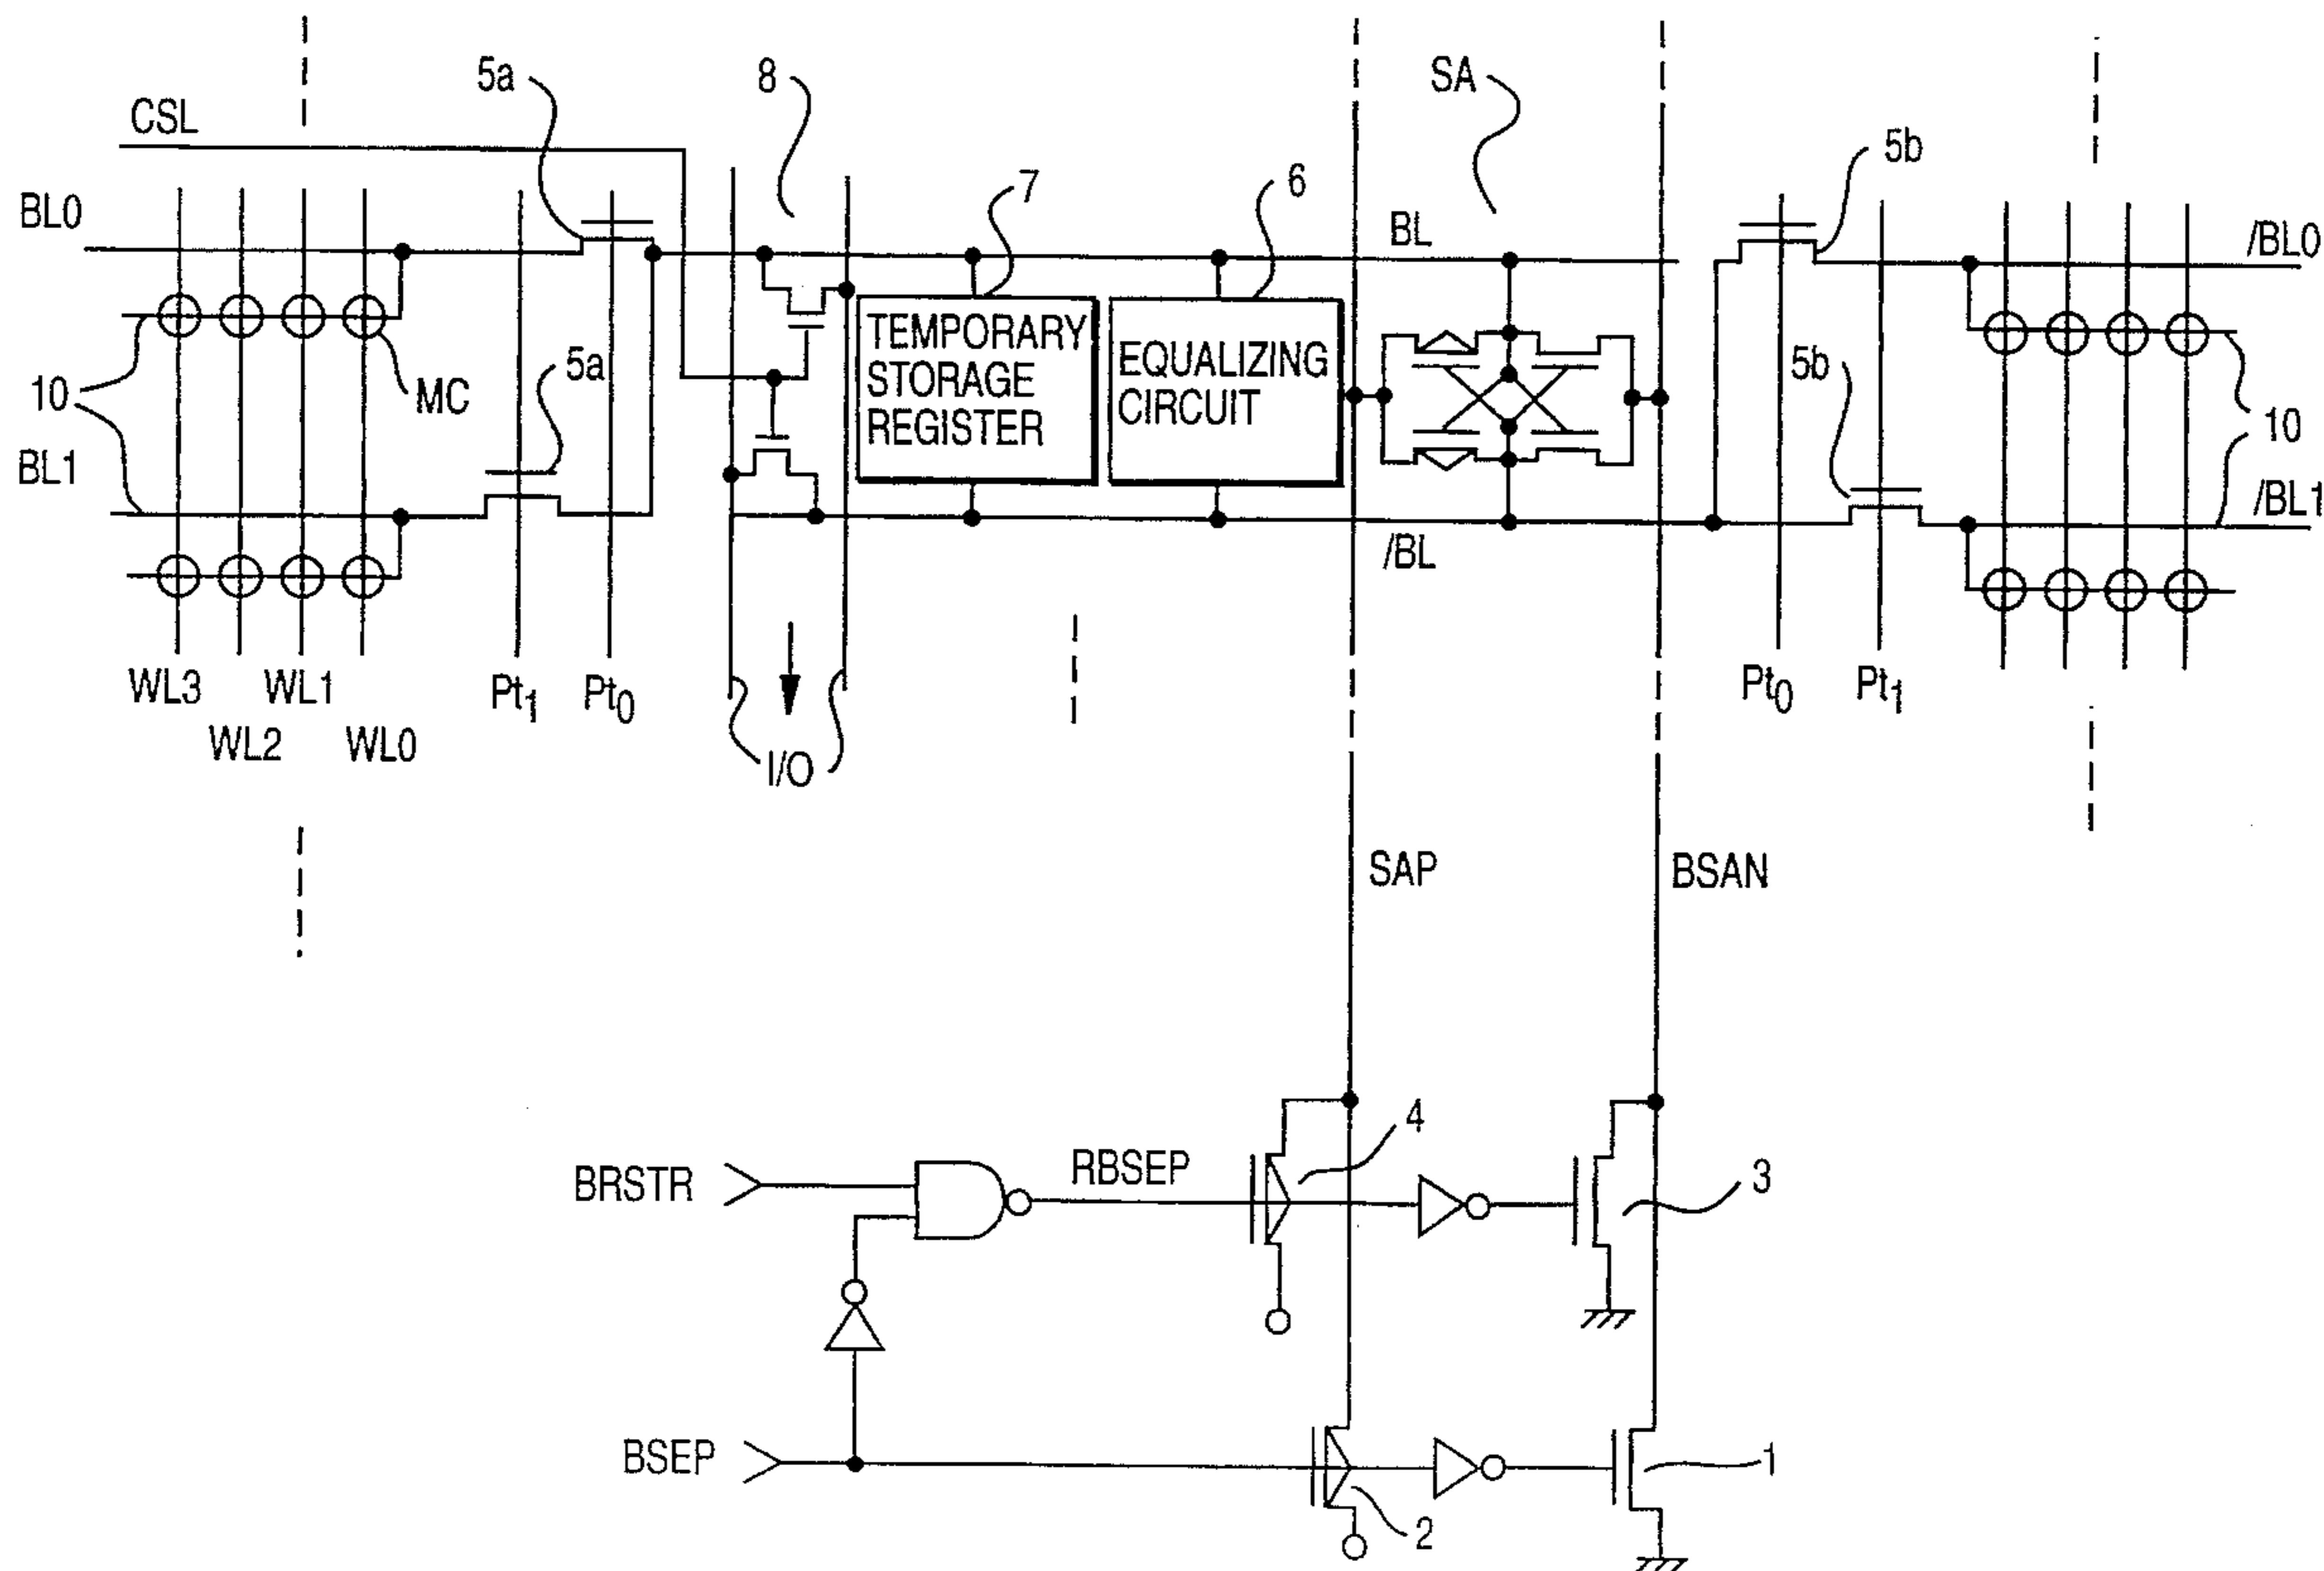 5a
8
SA
CSL
5b
7
6
BL0
BL
/BL0
TEMPORARY
STORAGE
REGISTER
EQUALIZING
CIRCUIT
5a
5b
10
MC
10
BL1
/BL1
/BL
WL3
WL1
Pt1
Pt0
Pt0
Pt1
WL2
WL0
I/O
SAP
BSAN
4
BRSTR
RBSEP
3
BSEP
1
2